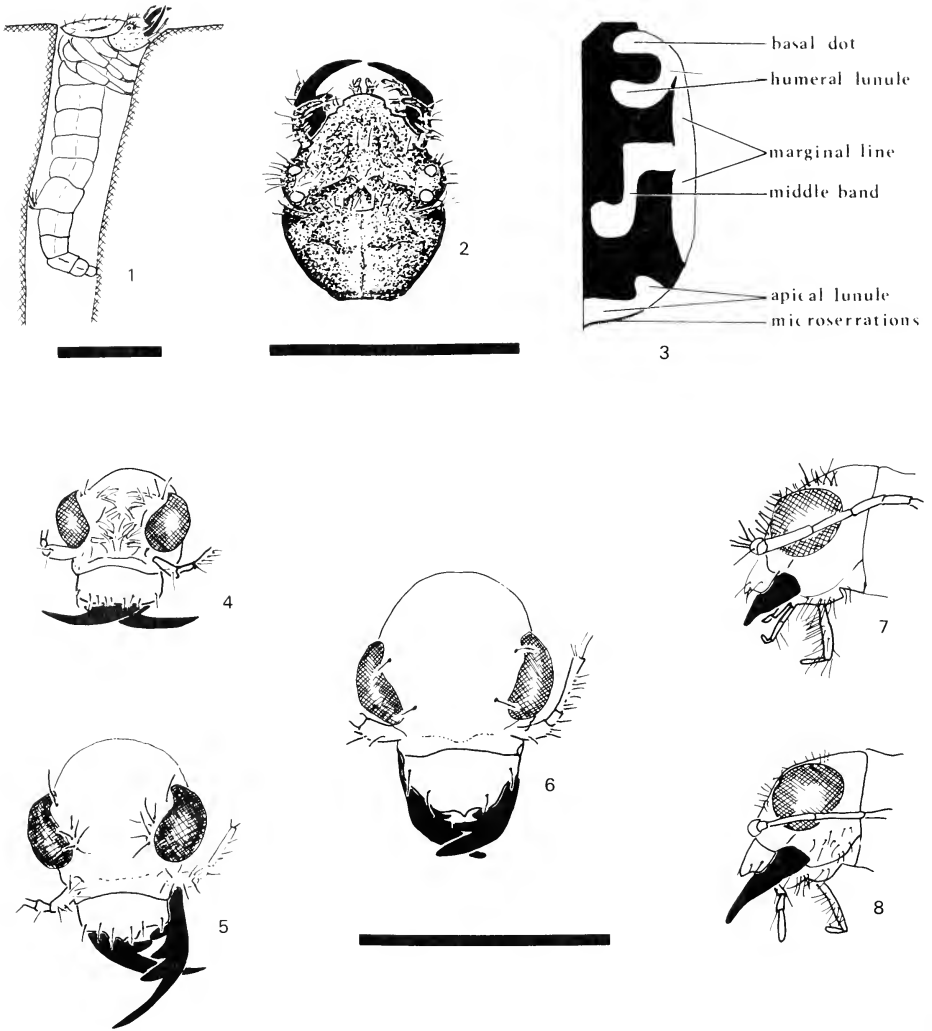 1
2
basal dot
humeral lunule
marginal line
middle band
apical lunule
microserrations
3
4
5
6
7
8